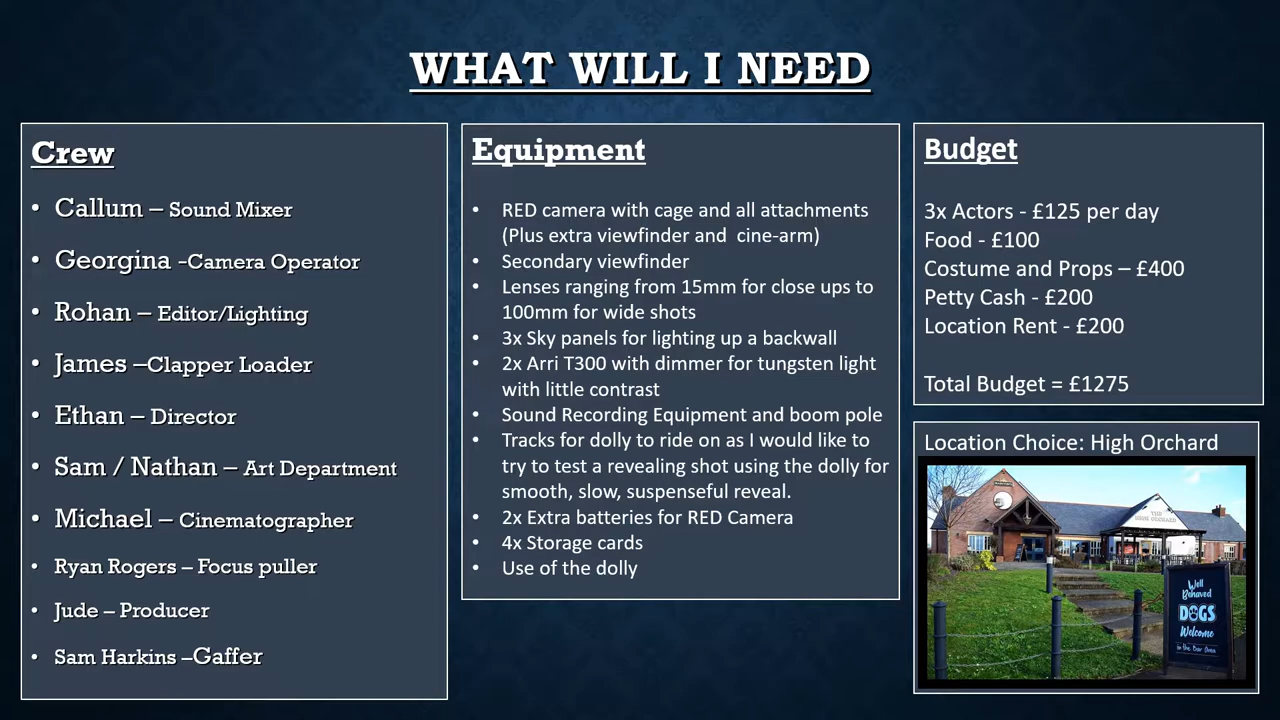 WHAT WILL I NEED
Crew
• Callum – Sound Mixer
• Georgina -Camera Operator
• Rohan – Editor/Lighting
• James –Clapper Loader
• Ethan – Director
• Sam / Nathan – Art Department
• Michael – Cinematographer
• Ryan Rogers – Focus puller
• Jude – Producer
• Sam Harkins –Gaffer
Equipment
• RED camera with cage and all attachments
(Plus extra viewfinder and cine-arm)
• Secondary viewfinder
• Lenses ranging from 15mm for close ups to
100mm for wide shots
• 3x Sky panels for lighting up a backwall
• 2x Arri T300 with dimmer for tungsten light
with little contrast
• Sound Recording Equipment and boom pole
• Tracks for dolly to ride on as I would like to
try to test a revealing shot using the dolly for
smooth, slow, suspenseful reveal.
• 2x Extra batteries for RED Camera
• 4x Storage cards
• Use of the dolly
Budget
3x Actors - £125 per day
Food - £100
Costume and Props – £400
Petty Cash - £200
Location Rent - £200
Total Budget = £1275
Location Choice: High Orchard
THE
HIGH ORCHARD
Well
Behaved
DOGS
Welcome
in the Bar Area